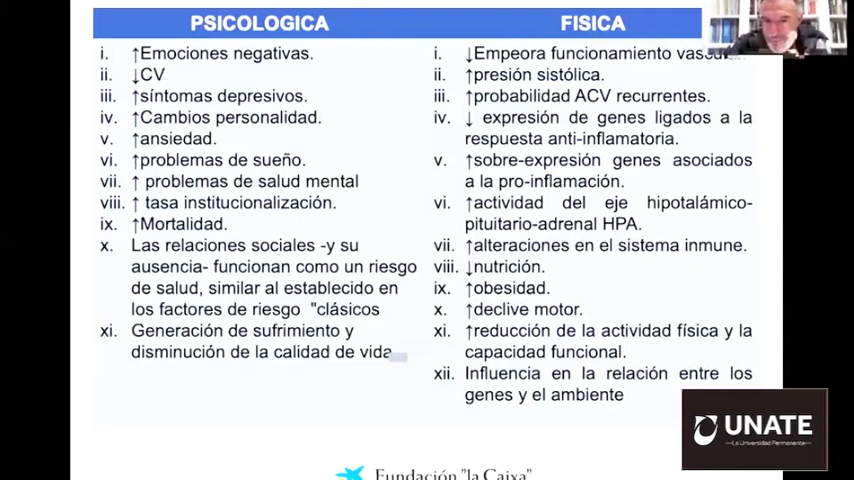 PSICOLOGICA
i. ↑Emociones negativas.
ii. ↓CV
iii. ↑síntomas depresivos.
iv. ↑Cambios personalidad.
v. ↑ansiedad.
vi. ↑problemas de sueño.
vii. ↑ problemas de salud mental
viii. ↑ tasa institucionalización.
ix. ↑Mortalidad.
x. Las relaciones sociales -y su
ausencia- funcionan como un riesgo
de salud, similar al establecido en
los factores de riesgo "clásicos
xi. Generación de sufrimiento y
disminución de la calidad de vida
FISICA
i. ↓Empeora funcionamiento vascular.
ii. ↑presión sistólica.
iii. ↑probabilidad ACV recurrentes.
iv. ↓ expresión de genes ligados a la
respuesta anti-inflamatoria.
v. ↑sobre-expresión genes asociados
a la pro-inflamación.
vi. ↑actividad del eje hipotalámico-
pituitario-adrenal HPA.
vii. ↑alteraciones en el sistema inmune.
viii. ↓nutrición.
ix. ↑obesidad.
x. ↑declive motor.
xi. ↑reducción de la actividad física y la
capacidad funcional.
xii. Influencia en la relación entre los
genes y el ambiente
UNATE
La Universidad Permanente
Fundación "la Caixa"